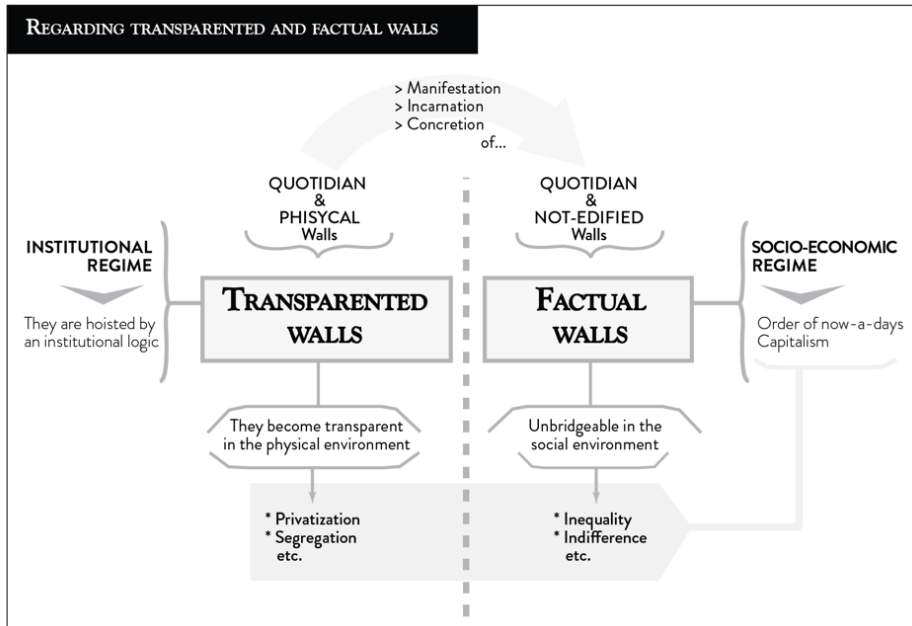 REGARDING TRANSPARENTED AND FACTUAL WALLS
> Manifestation
> Incarnation
> Concretion
of...
QUOTIDIAN
&
PHISYCAL
Walls
QUOTIDIAN
&
NOT-EDIFIED
Walls
INSTITUTIONAL
REGIME
They are hoisted by
an institutional logic
TRANSPARENTED
WALLS
FACTUAL
WALLS
SOCIO-ECONOMIC
REGIME
Order of now-a-days
Capitalism
They become transparent
in the physical environment
Unbridgeable in the
social environment
* Privatization
* Segregation
etc.
* Inequality
* Indifference
etc.